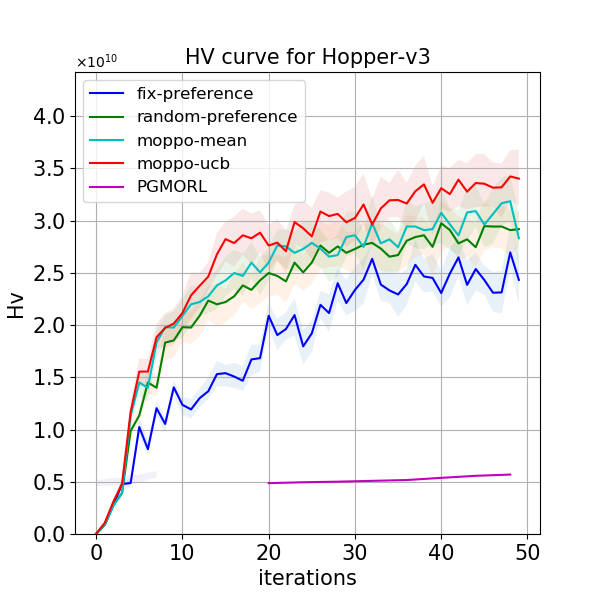 HV curve for Hopper-v3
×10¹⁰
fix-preference
random-preference
moppo-mean
moppo-ucb
PGMORL
4.0
3.5
3.0
2.5
2.0
1.5
1.0
0.5
0.0
Hv
0 10 20 30 40 50
iterations